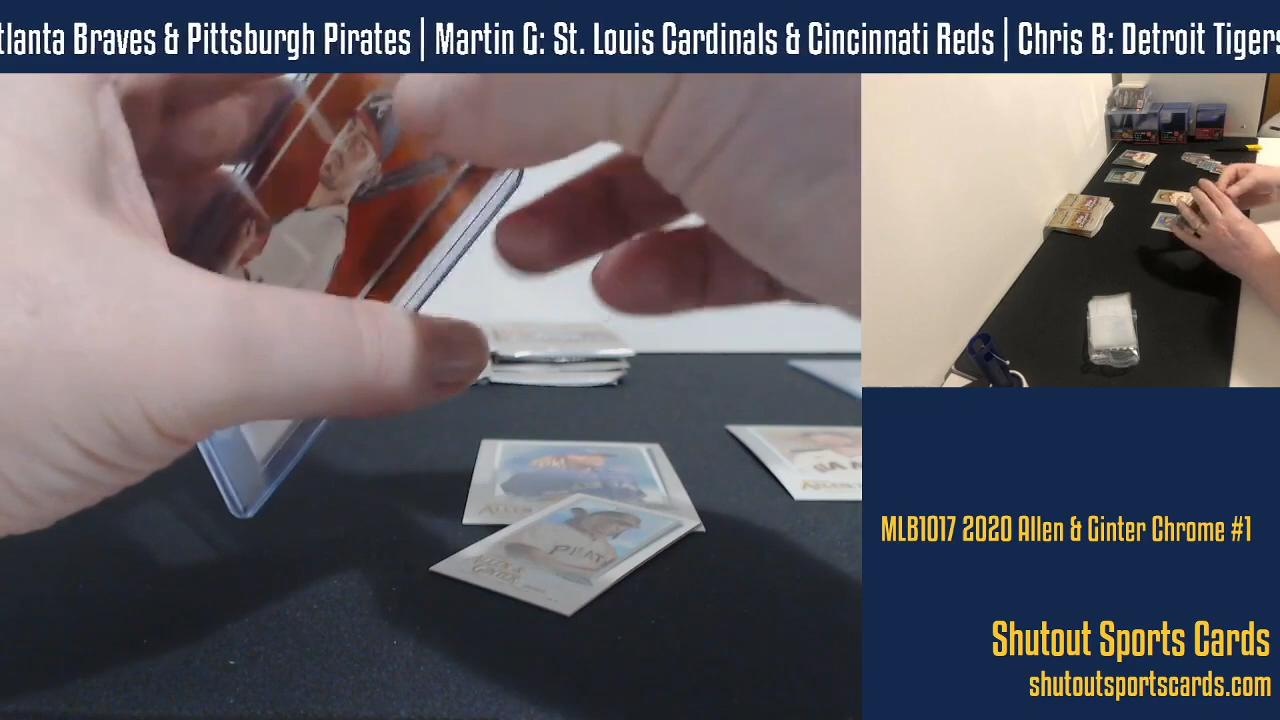 tlanta Braves & Pittsburgh Pirates | Martin G: St. Louis Cardinals & Cincinnati Reds | Chris B: Detroit Tigers
MLB1017 2020 Allen & Ginter Chrome #1
Shutout Sports Cards
shutoutsportscards.com